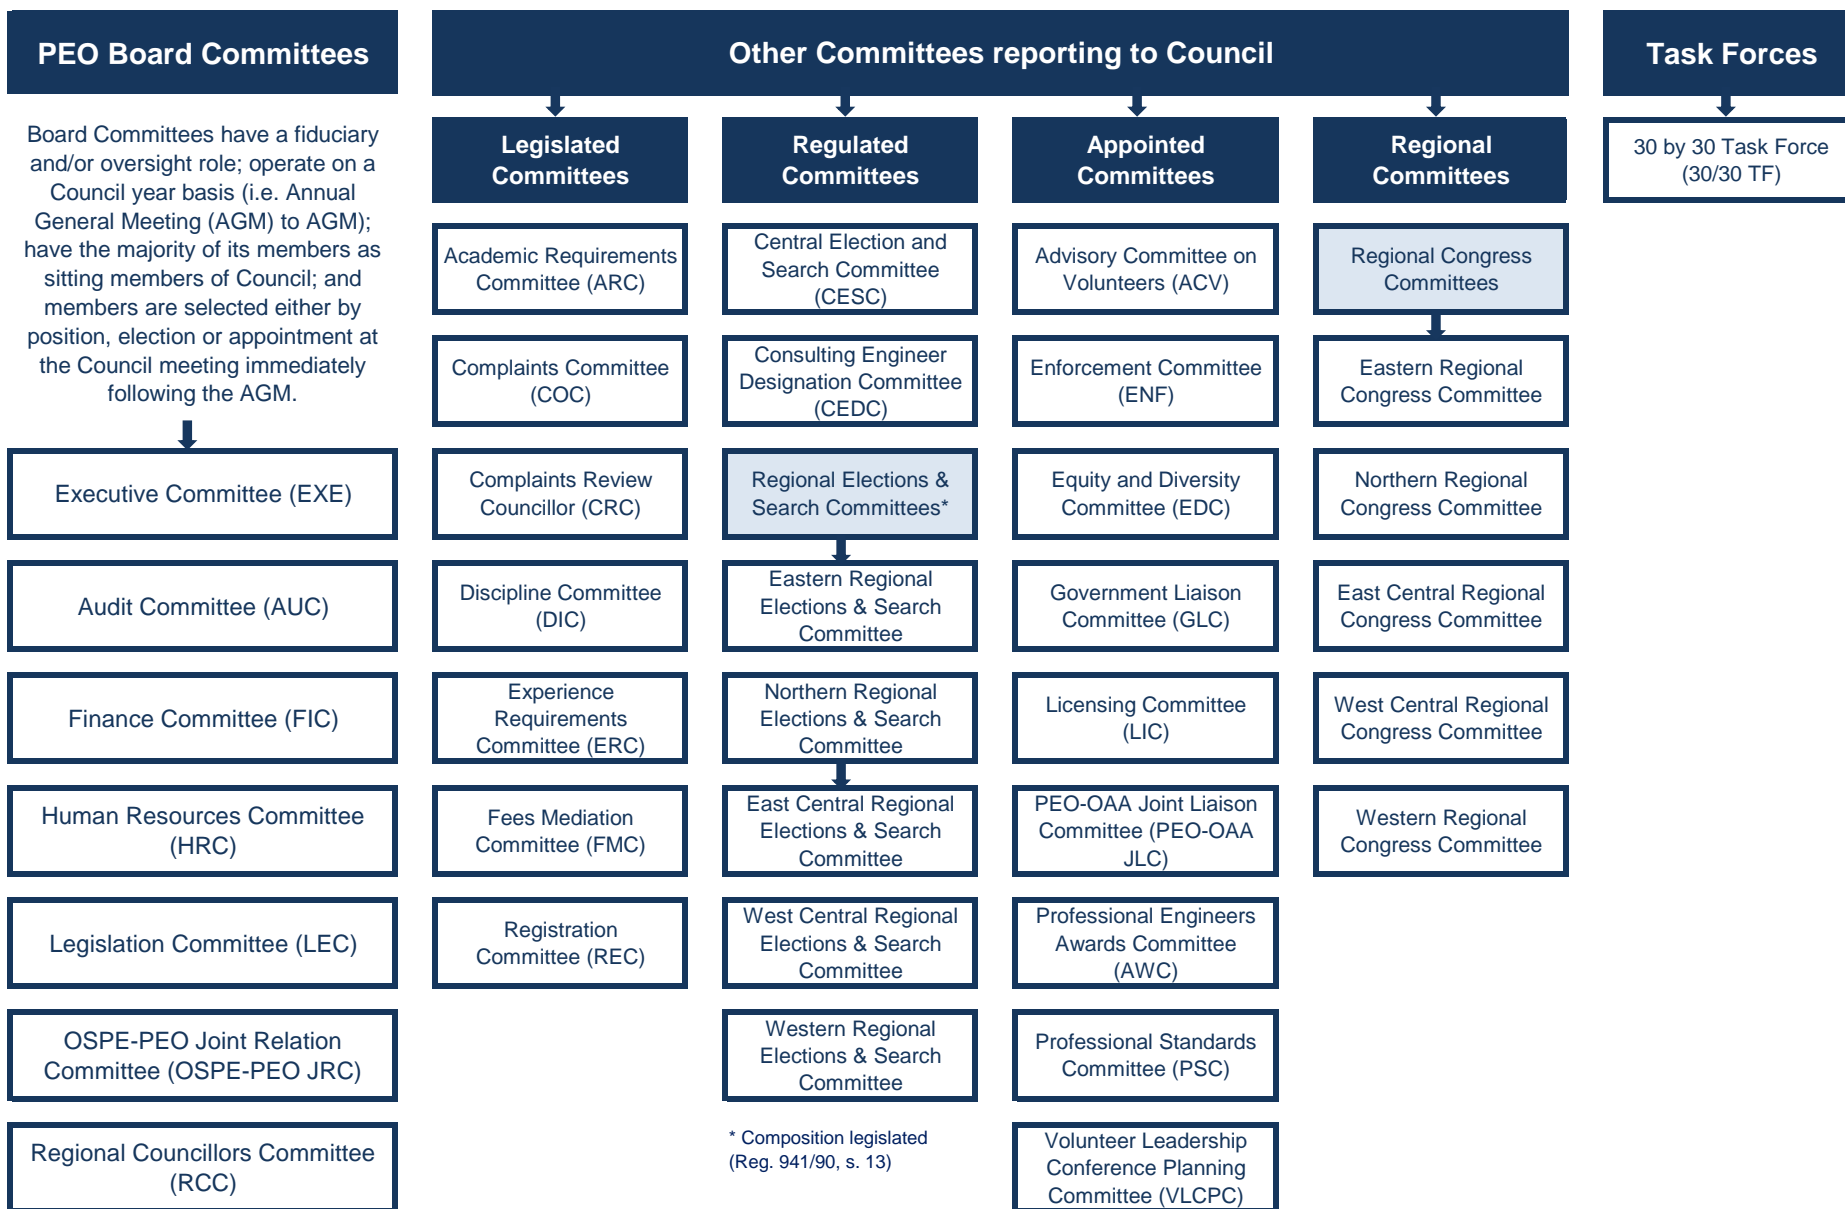 PEO Board Committees
Board Committees have a fiduciary
and/or oversight role; operate on a
Council year basis (i.e. Annual
General Meeting (AGM) to AGM);
have the majority of its members as
sitting members of Council; and
members are selected either by
position, election or appointment at
the Council meeting immediately
following the AGM.
Executive Committee (EXE)
Audit Committee (AUC)
Finance Committee (FIC)
Human Resources Committee
(HRC)
Legislation Committee (LEC)
OSPE-PEO Joint Relation
Committee (OSPE-PEO JRC)
Regional Councillors Committee
(RCC)
Other Committees reporting to Council
Legislated
Committees
Academic Requirements
Committee (ARC)
Complaints Committee
(COC)
Complaints Review
Councillor (CRC)
Discipline Committee
(DIC)
Experience
Requirements
Committee (ERC)
Fees Mediation
Committee (FMC)
Registration
Committee (REC)
Regulated
Committees
Central Election and
Search Committee
(CESC)
Consulting Engineer
Designation Committee
(CEDC)
Regional Elections &
Search Committees*
Eastern Regional
Elections & Search
Committee
Northern Regional
Elections & Search
Committee
East Central Regional
Elections & Search
Committee
West Central Regional
Elections & Search
Committee
Western Regional
Elections & Search
Committee
* Composition legislated
(Reg. 941/90, s. 13)
Appointed
Committees
Advisory Committee on
Volunteers (ACV)
Enforcement Committee
(ENF)
Equity and Diversity
Committee (EDC)
Government Liaison
Committee (GLC)
Licensing Committee
(LIC)
PEO-OAA Joint Liaison
Committee (PEO-OAA
JLC)
Professional Engineers
Awards Committee
(AWC)
Professional Standards
Committee (PSC)
Volunteer Leadership
Conference Planning
Committee (VLCPC)
Regional
Committees
Regional Congress
Committees
Eastern Regional
Congress Committee
Northern Regional
Congress Committee
East Central Regional
Congress Committee
West Central Regional
Congress Committee
Western Regional
Congress Committee
Task Forces
30 by 30 Task Force
(30/30 TF)